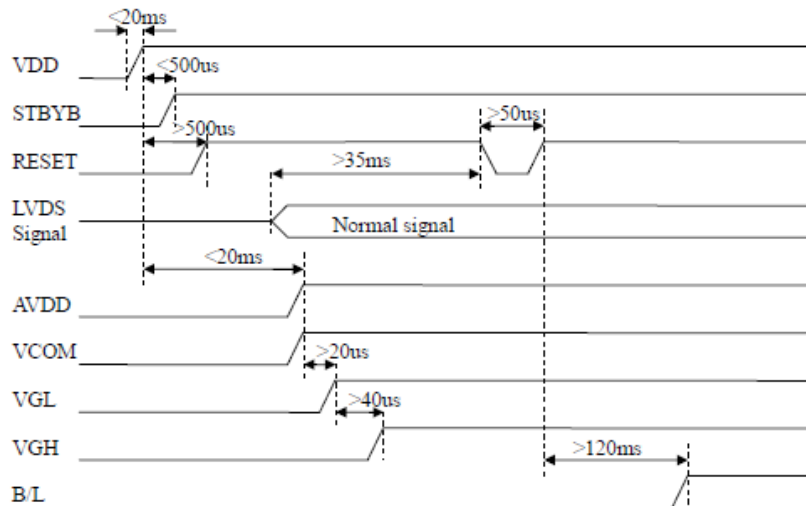 <20ms
VDD
<500us
STBYB
>500us
>50us
RESET
>35ms
LVDS
Signal
Normal signal
<20ms
AVDD
VCOM
>20us
VGL
>40us
VGH
>120ms
B/L